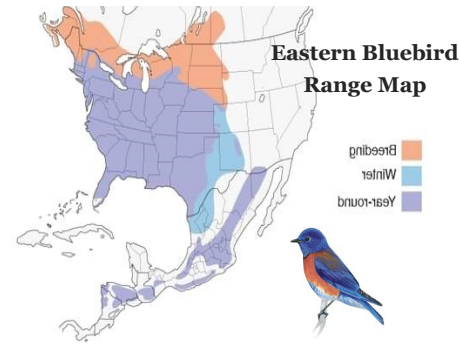 Eastern Bluebird
Range Map
Breeding
Winter
Year-round